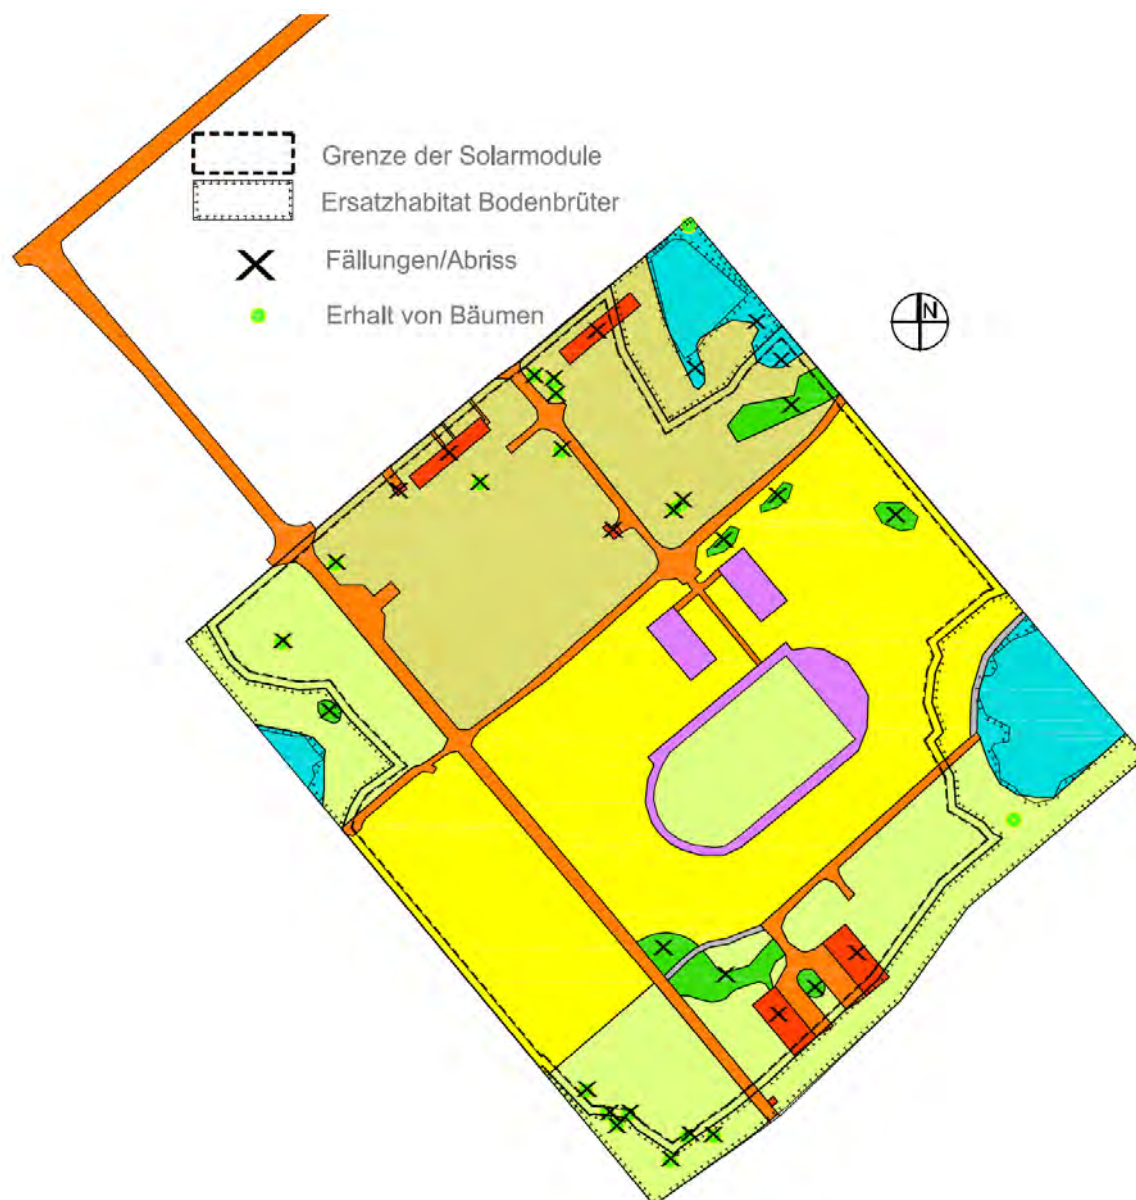 Grenze der Solarmodule
Ersatzhabitat Bodenbrüter
Fällungen/Abriss
Erhalt von Bäumen
N